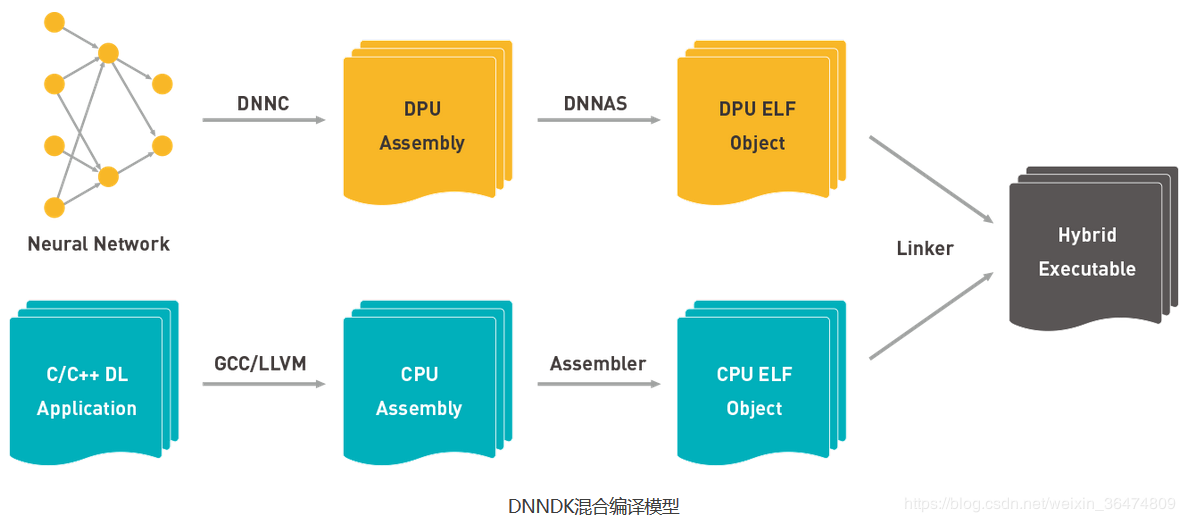 DNNC
DPU
Assembly
DNNAS
DPU ELF
Object
Neural Network
Hybrid
Executable
Linker
C/C++ DL
Application
GCC/LLVM
CPU
Assembly
Assembler
CPU ELF
Object
DNNDK混合编译模型
https://blog.csdn.net/weixin_36474809